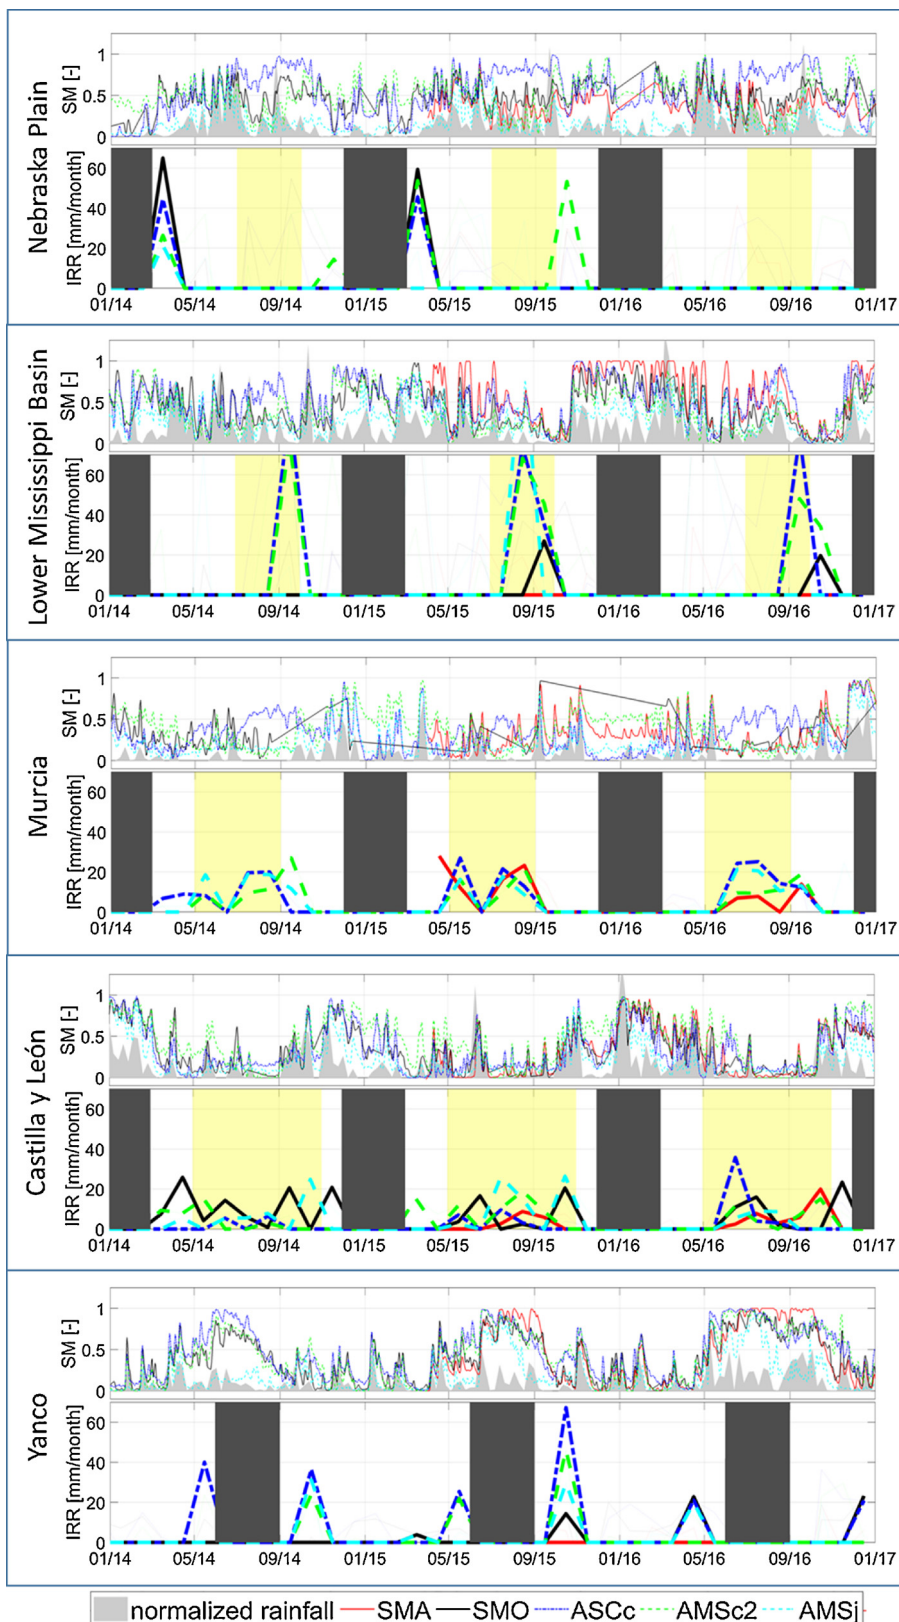 Nebraska Plain
SM [-]
1
0.5
0
IRR [mm/month]
60
40
20
0
01/14 05/14 09/14 01/15 05/15 09/15 01/16 05/16 09/16 01/17
Lower Mississippi Basin
SM [-]
1
0.5
0
IRR [mm/month]
60
40
20
0
01/14 05/14 09/14 01/15 05/15 09/15 01/16 05/16 09/16 01/17
Murcia
SM [-]
1
0.5
0
IRR [mm/month]
60
40
20
0
01/14 05/14 09/14 01/15 05/15 09/15 01/16 05/16 09/16 01/17
Castilla y León
SM [-]
1
0.5
0
IRR [mm/month]
60
40
20
0
01/14 05/14 09/14 01/15 05/15 09/15 01/16 05/16 09/16 01/17
Yanco
SM [-]
1
0.5
0
IRR [mm/month]
60
40
20
0
01/14 05/14 09/14 01/15 05/15 09/15 01/16 05/16 09/16 01/17
normalized rainfall SMA SMO ASCc AMSc2 AMSj